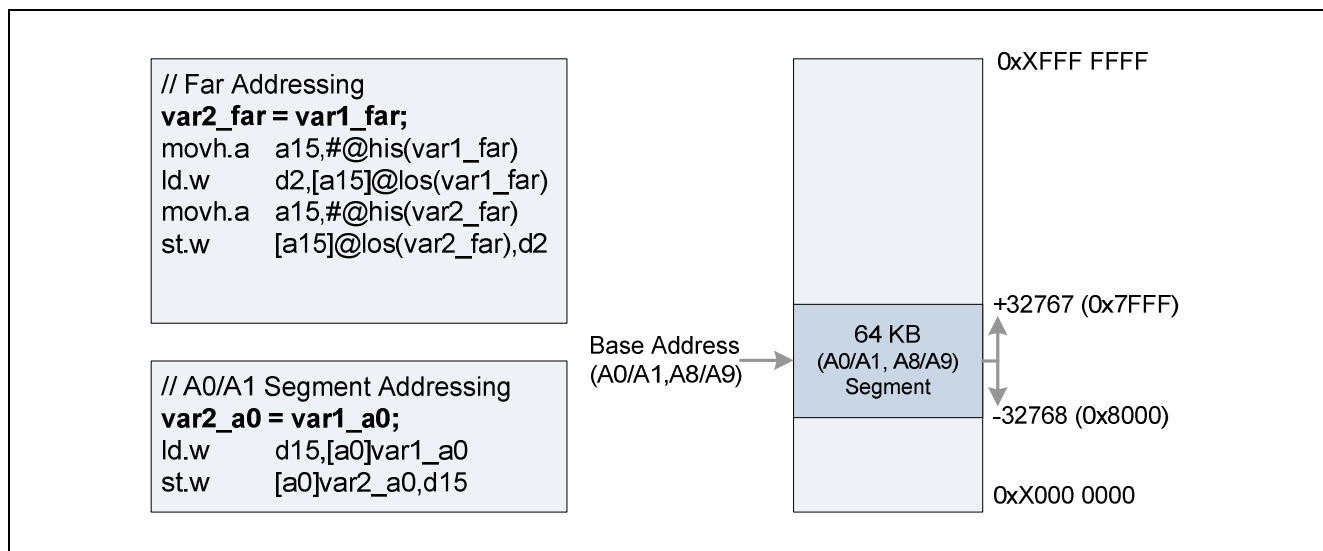 // Far Addressing
var2_far = var1_far;
movh.a a15,#@his(var1_far)
ld.w d2,[a15]@los(var1_far)
movh.a a15,#@his(var2_far)
st.w [a15]@los(var2_far),d2
// A0/A1 Segment Addressing
var2_a0 = var1_a0;
ld.w d15,[a0]var1_a0
st.w [a0]var2_a0,d15
Base Address
(A0/A1,A8/A9)
0xXFFF FFFF
+32767 (0x7FFF)
64 KB
(A0/A1, A8/A9)
Segment
-32768 (0x8000)
0xX000 0000